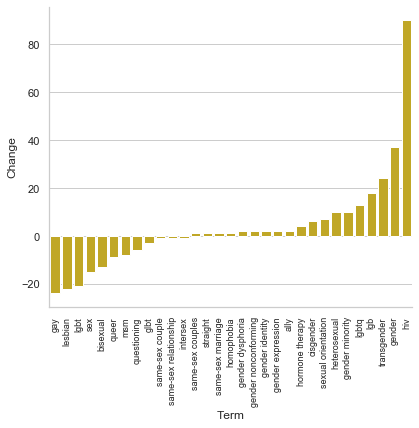 Change
80
60
40
20
0
−20
gay
lesbian
lgbt
sex
bisexual
queer
msm
questioning
glbt
same-sex couple
same-sex relationship
intersex
same-sex couples
straight
same-sex marriage
homophobia
gender dysphoria
gender nonconforming
gender identity
gender expression
ally
hormone therapy
cisgender
sexual orientation
heterosexual
gender minority
lgbtq
lgb
transgender
gender
hiv
Term